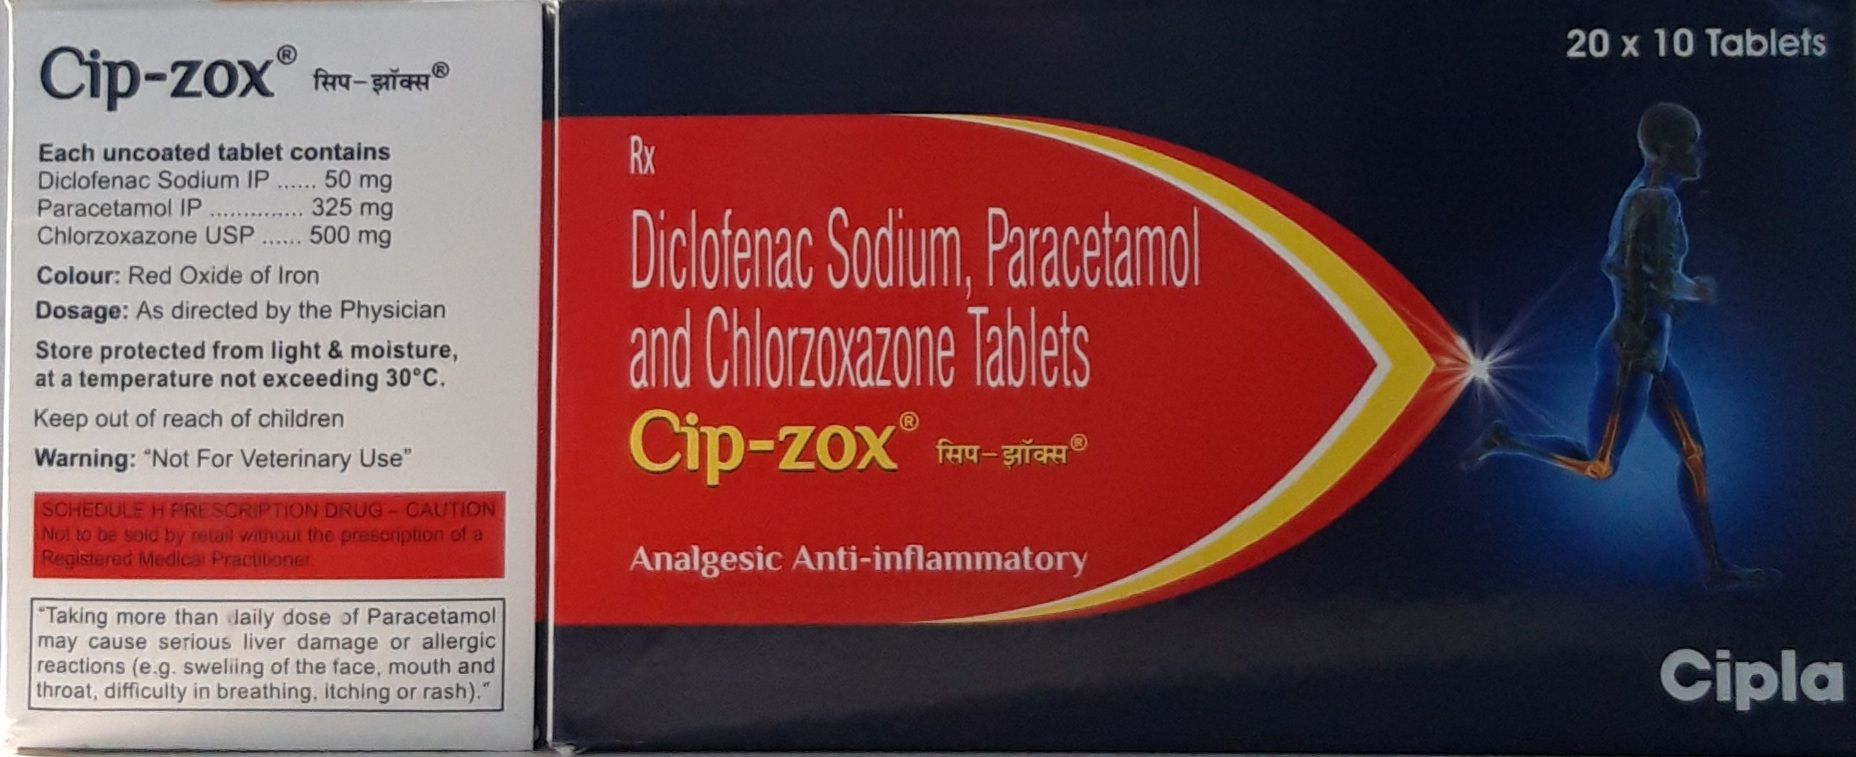 Cip-zox® सिप-झॉक्स®
Each uncoated tablet contains
Diclofenac Sodium IP ...... 50 mg
Paracetamol IP .............. 325 mg
Chlorzoxazone USP ...... 500 mg
Colour: Red Oxide of Iron
Dosage: As directed by the Physician
Store protected from light & moisture,
at a temperature not exceeding 30°C.
Keep out of reach of children
Warning: “Not For Veterinary Use”
SCHEDULE H PRESCRIPTION DRUG – CAUTION
Not to be sold by retail without the prescription of a
Registered Medical Practitioner.
“Taking more than daily dose of Paracetamol
may cause serious liver damage or allergic
reactions (e.g. swelling of the face, mouth and
throat, difficulty in breathing, itching or rash).”
20 x 10 Tablets
Rx
Diclofenac Sodium, Paracetamol
and Chlorzoxazone Tablets
Cip-zox® सिप-झॉक्स®
Analgesic Anti-inflammatory
Cipla